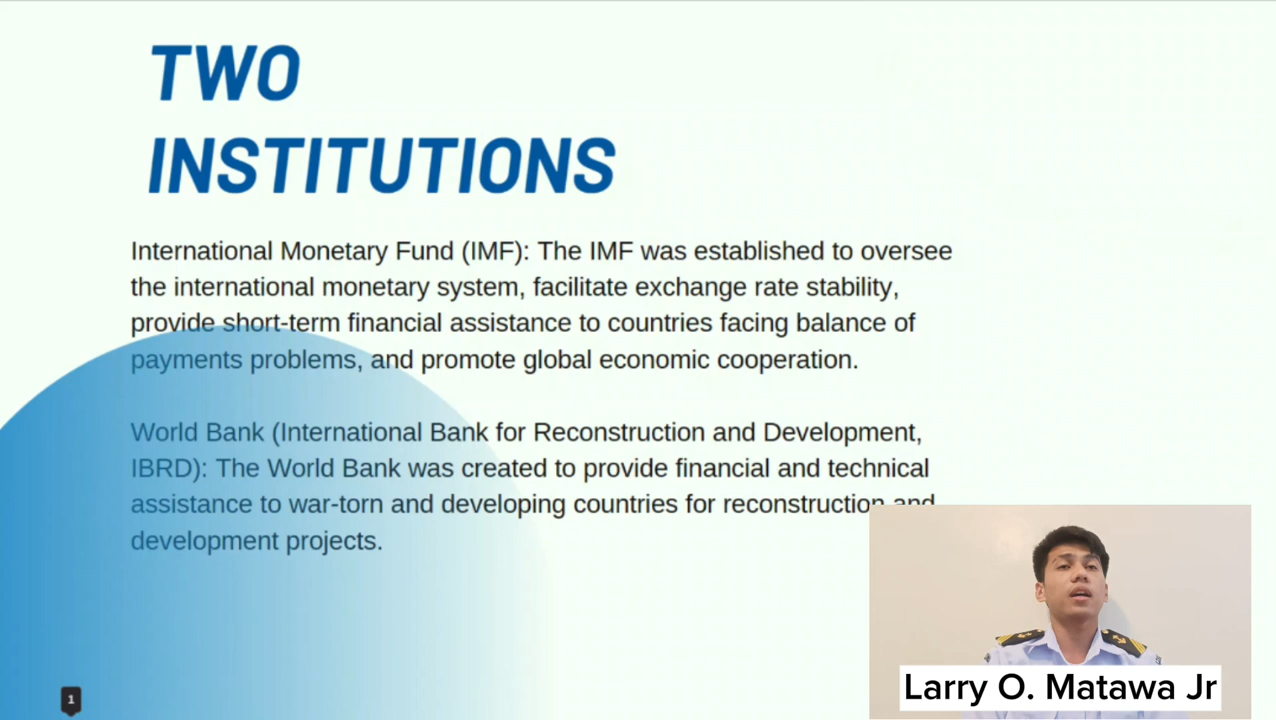 TWO
INSTITUTIONS
International Monetary Fund (IMF): The IMF was established to oversee
the international monetary system, facilitate exchange rate stability,
provide short-term financial assistance to countries facing balance of
payments problems, and promote global economic cooperation.
World Bank (International Bank for Reconstruction and Development,
IBRD): The World Bank was created to provide financial and technical
assistance to war-torn and developing countries for reconstruction and
development projects.
Larry O. Matawa Jr
1